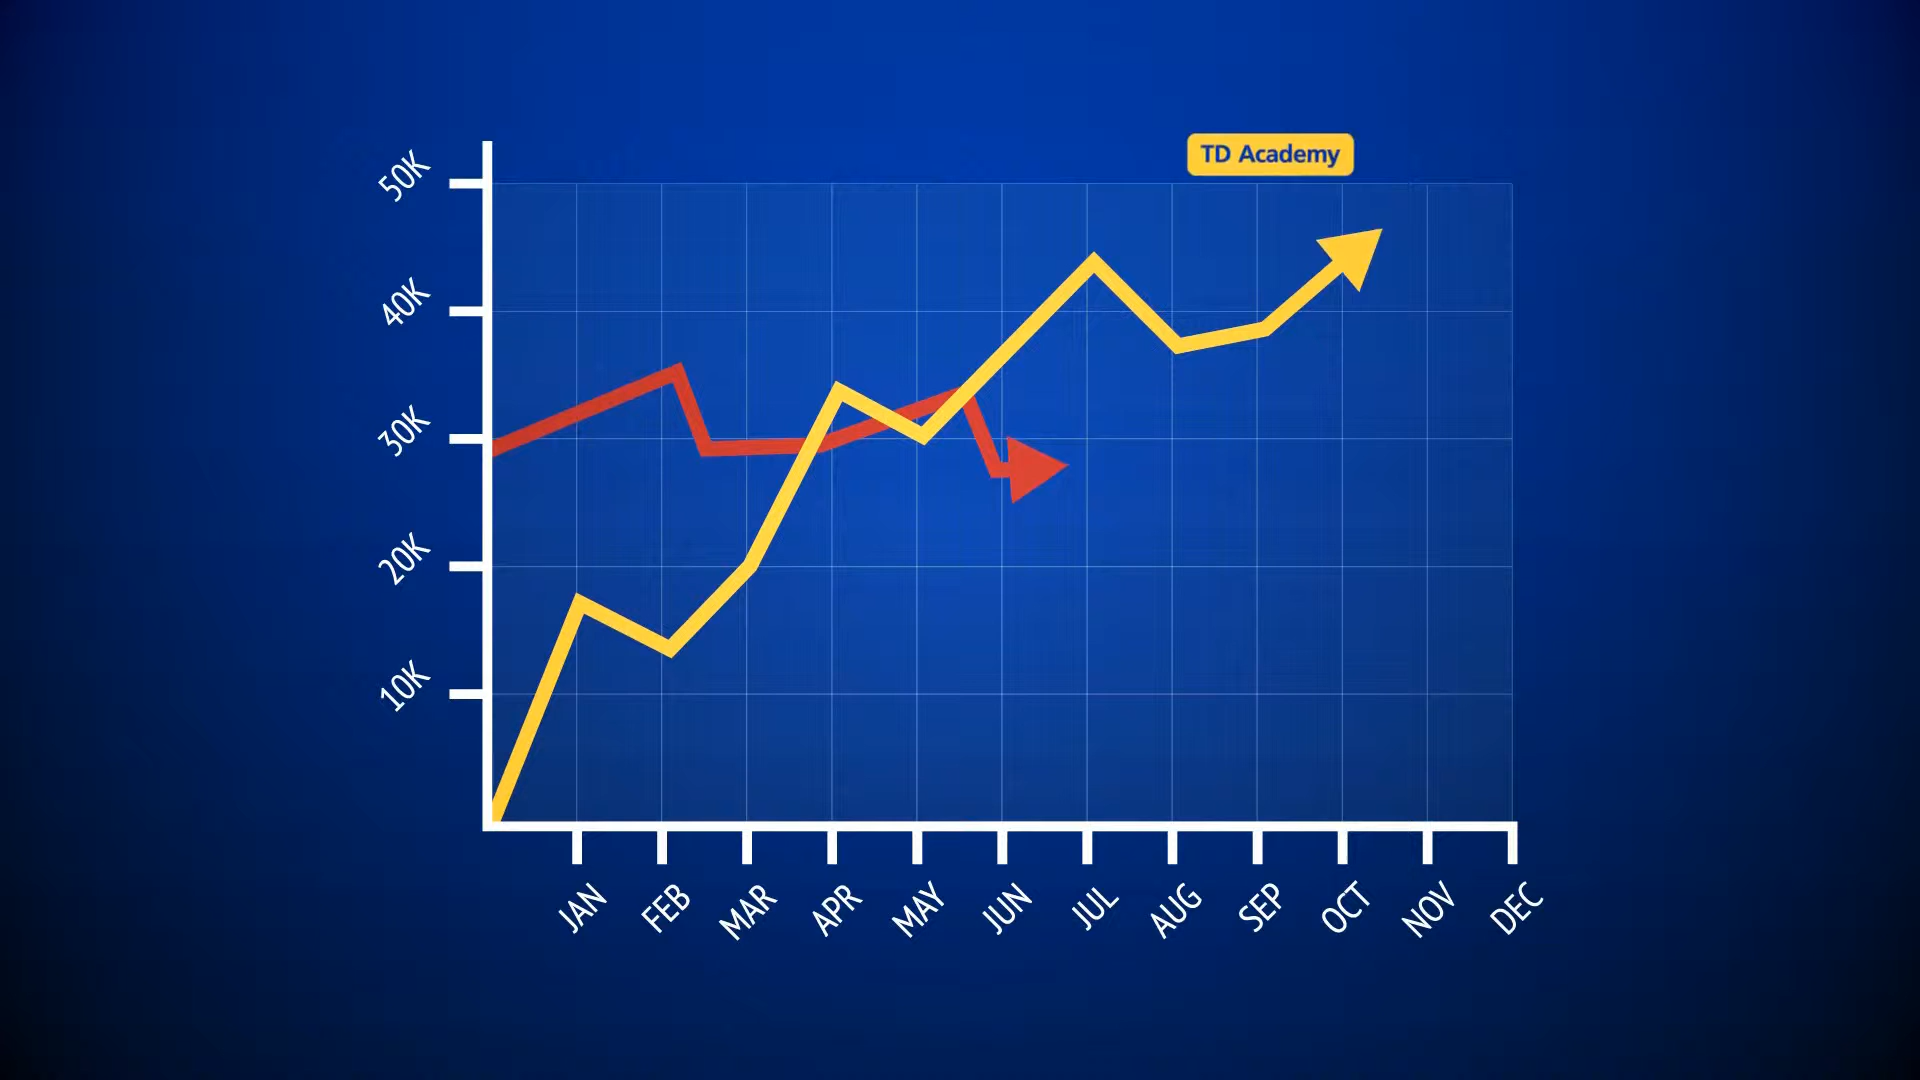 TD Academy
50K
40K
30K
20K
10K
JAN
FEB
MAR
APR
MAY
JUN
JUL
AUG
SEP
OCT
NOV
DEC